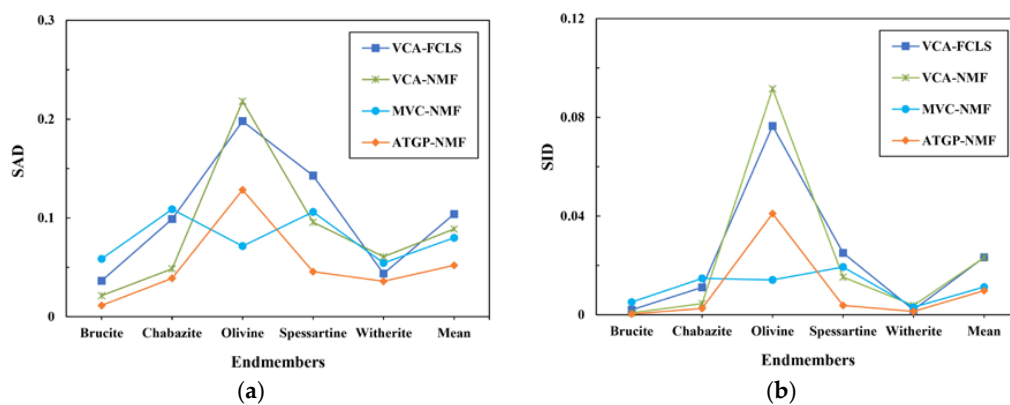 0.3
0.2
0.1
0
SAD
VCA-FCLS
VCA-NMF
MVC-NMF
ATGP-NMF
Brucite Chabazite Olivine Spessartine Witherite Mean
Endmembers
(a)
0.12
0.08
0.04
0
SID
VCA-FCLS
VCA-NMF
MVC-NMF
ATGP-NMF
Brucite Chabazite Olivine Spessartine Witherite Mean
Endmembers
(b)